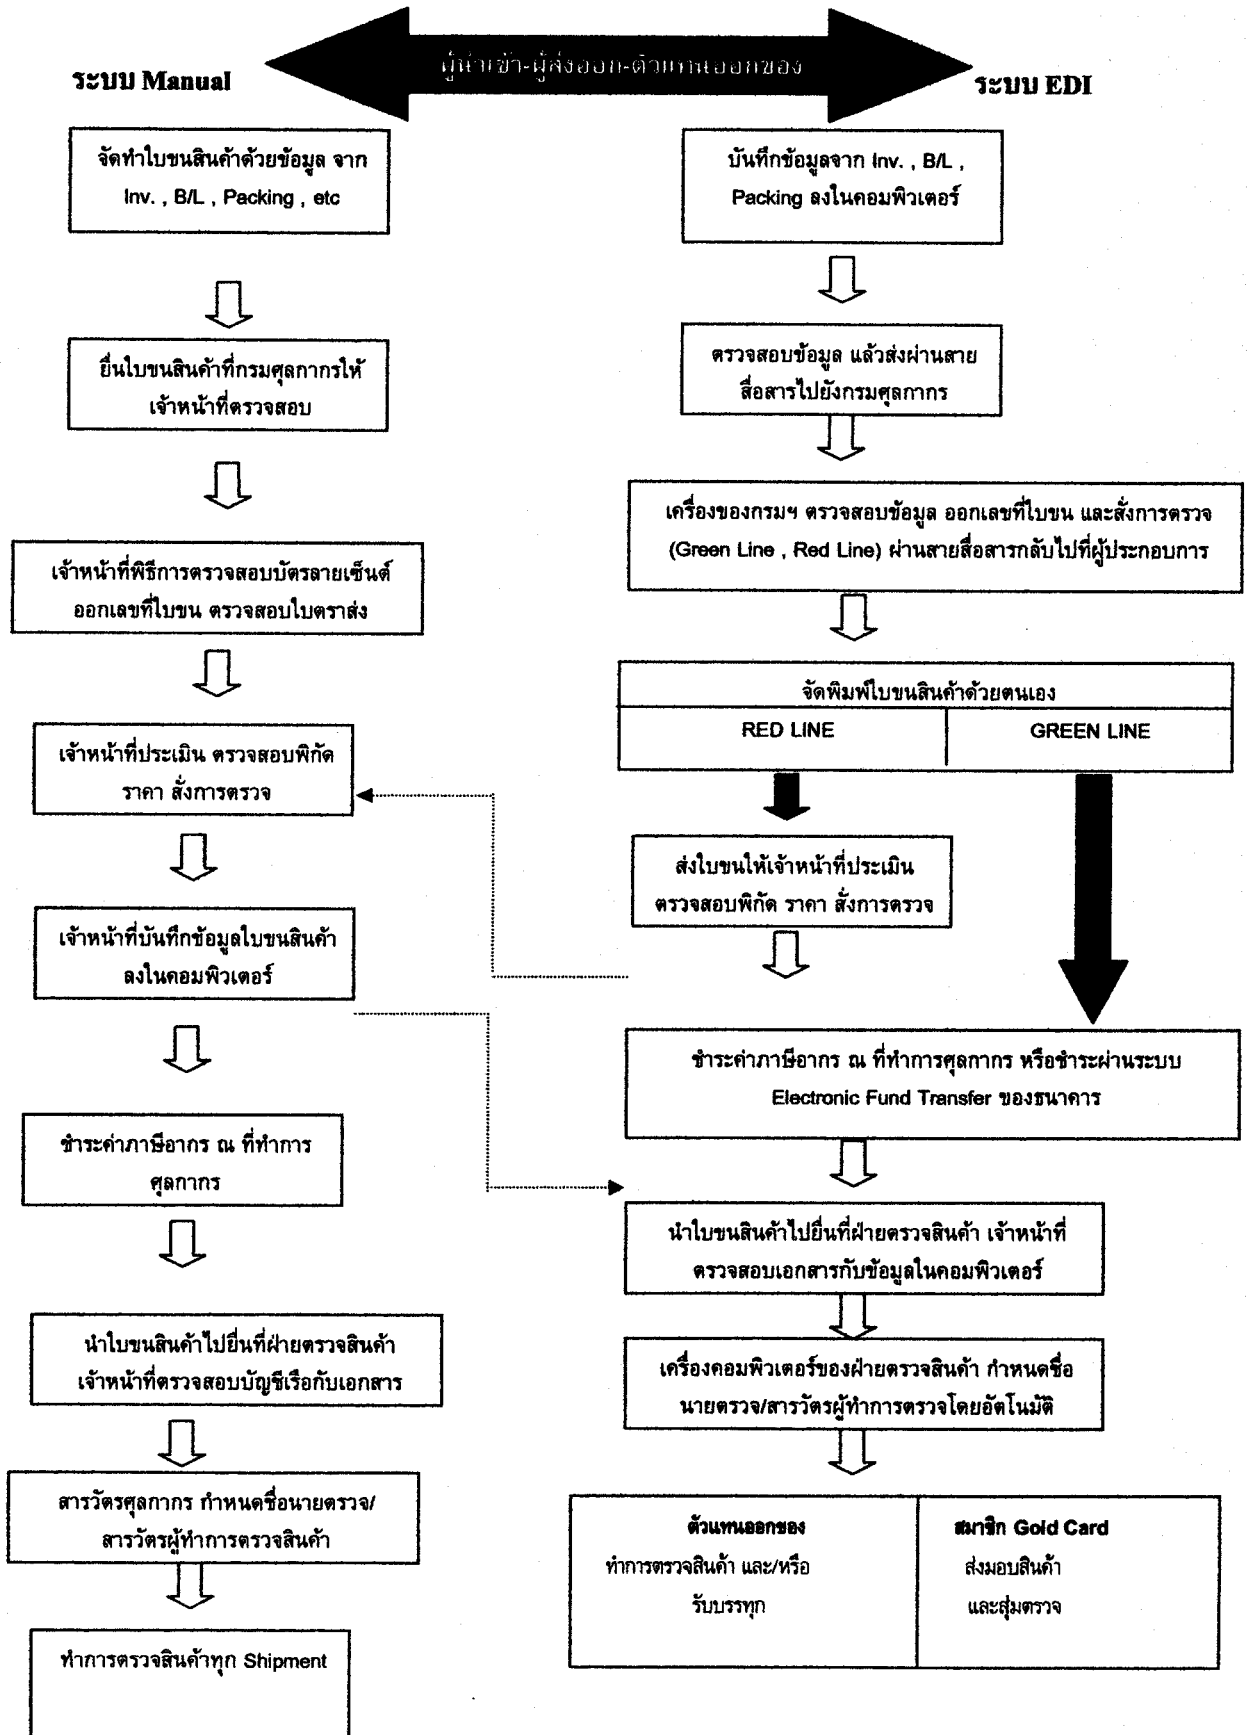 ผู้นำเข้า-ผู้ส่งออก-ตัวแทนออกของ
ระบบ Manual
จัดทำใบขนสินค้าด้วยข้อมูล จาก
Inv. , B/L , Packing , etc
ยื่นใบขนสินค้าที่กรมศุลกากรให้
เจ้าหน้าที่ตรวจสอบ
เจ้าหน้าที่พิธีการตรวจสอบบัตรลายเซ็นต์
ออกเลขที่ใบขน ตรวจสอบใบตราส่ง
เจ้าหน้าที่ประเมิน ตรวจสอบพิกัด
ราคา สั่งการตรวจ
เจ้าหน้าที่บันทึกข้อมูลใบขนสินค้า
ลงในคอมพิวเตอร์
ชำระค่าภาษีอากร ณ ที่ทำการ
ศุลกากร
นำใบขนสินค้าไปยื่นที่ฝ่ายตรวจสินค้า
เจ้าหน้าที่ตรวจสอบบัญชีเรือกับเอกสาร
สารวัตรศุลกากร กำหนดชื่อนายตรวจ/
สารวัตรผู้ทำการตรวจสินค้า
ทำการตรวจสินค้าทุก Shipment
ระบบ EDI
บันทึกข้อมูลจาก Inv. , B/L ,
Packing ลงในคอมพิวเตอร์
ตรวจสอบข้อมูล แล้วส่งผ่านสาย
สื่อสารไปยังกรมศุลกากร
เครื่องของกรมฯ ตรวจสอบข้อมูล ออกเลขที่ใบขน และสั่งการตรวจ
(Green Line , Red Line) ผ่านสายสื่อสารกลับไปที่ผู้ประกอบการ
จัดพิมพ์ใบขนสินค้าด้วยตนเอง
RED LINE
GREEN LINE
ส่งใบขนให้เจ้าหน้าที่ประเมิน
ตรวจสอบพิกัด ราคา สั่งการตรวจ
ชำระค่าภาษีอากร ณ ที่ทำการศุลกากร หรือชำระผ่านระบบ
Electronic Fund Transfer ของธนาคาร
นำใบขนสินค้าไปยื่นที่ฝ่ายตรวจสินค้า เจ้าหน้าที่
ตรวจสอบเอกสารกับข้อมูลในคอมพิวเตอร์
เครื่องคอมพิวเตอร์ของฝ่ายตรวจสินค้า กำหนดชื่อ
นายตรวจ/สารวัตรผู้ทำการตรวจโดยอัตโนมัติ
ตัวแทนออกของ
ทำการตรวจสินค้า และ/หรือ
รับบรรทุก
สมาชิก Gold Card
ส่งมอบสินค้า
และสุ่มตรวจ